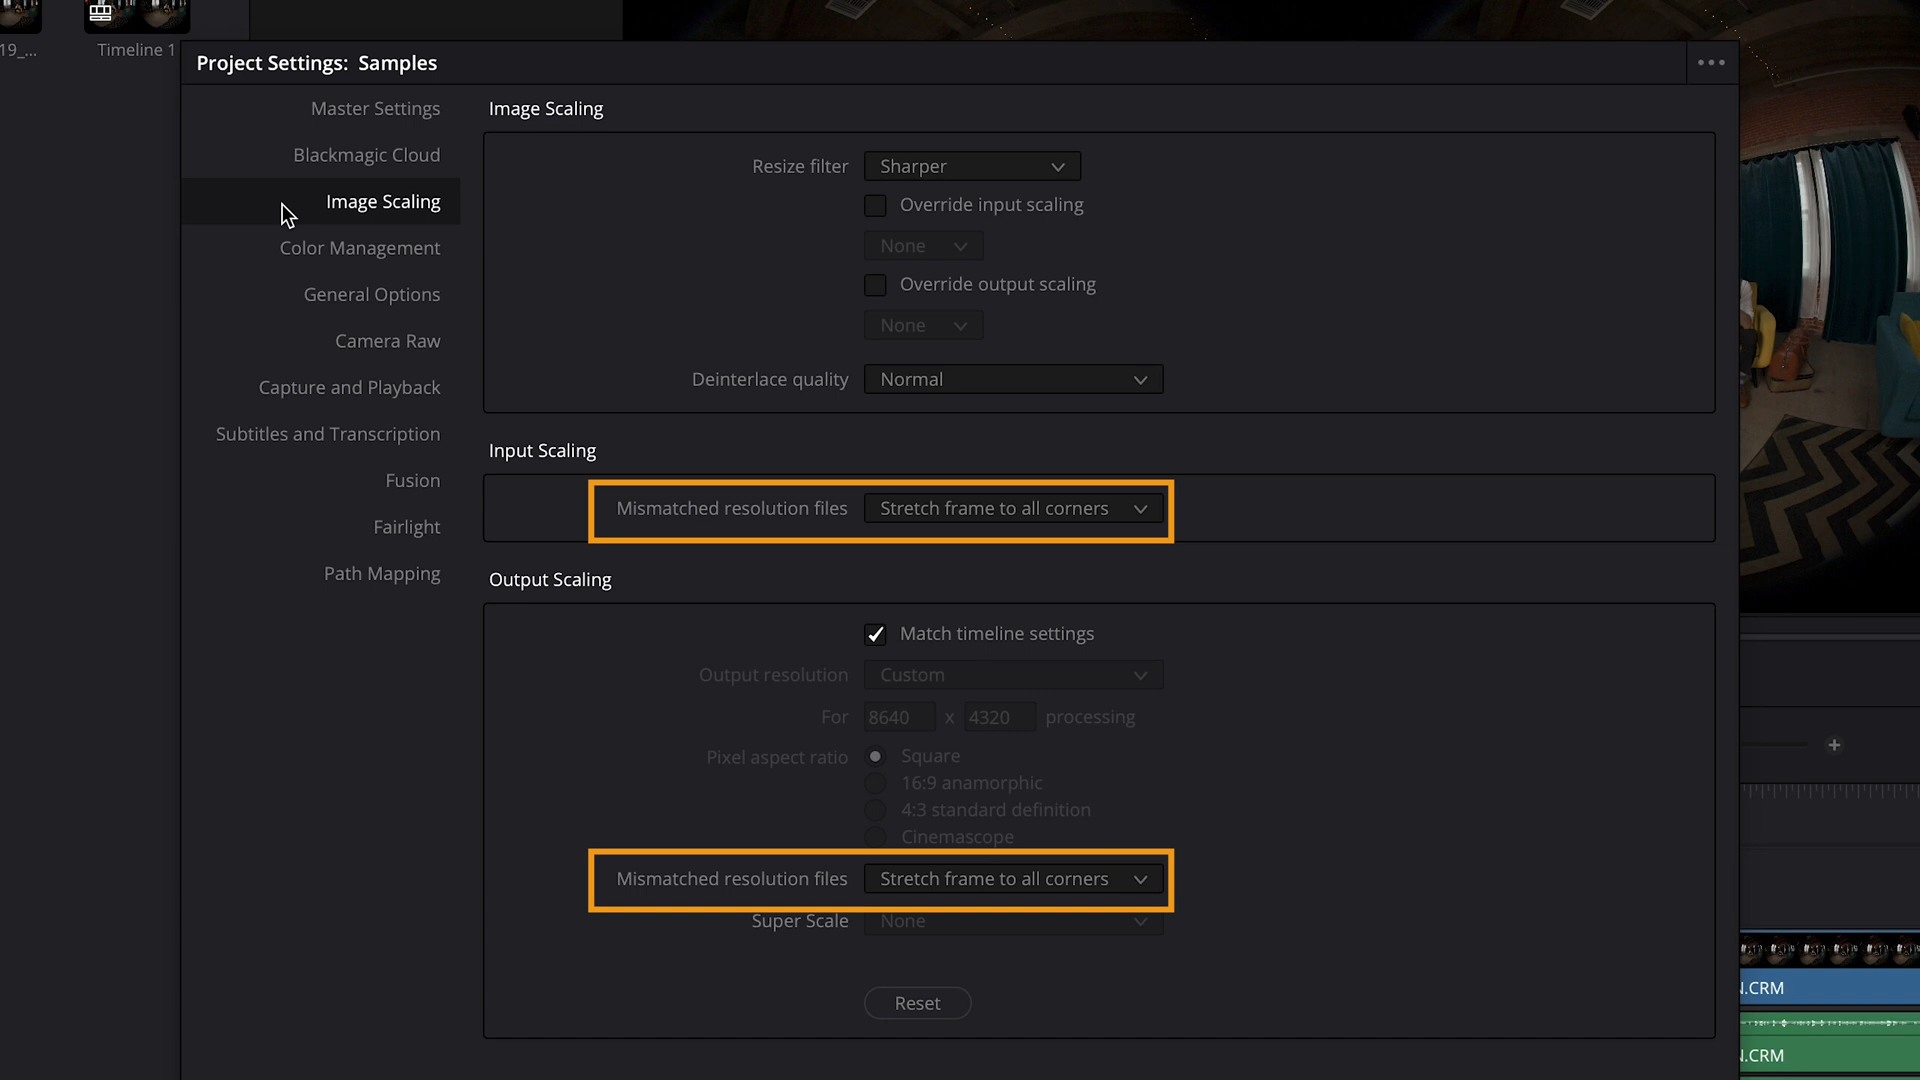 19_...
Timeline 1
Project Settings: Samples
Master Settings
Blackmagic Cloud
Image Scaling
Color Management
General Options
Camera Raw
Capture and Playback
Subtitles and Transcription
Fusion
Fairlight
Path Mapping
Image Scaling
Resize filter Sharper
Override input scaling
None
Override output scaling
None
Deinterlace quality Normal
Input Scaling
Mismatched resolution files Stretch frame to all corners
Output Scaling
Match timeline settings
Output resolution Custom
For 8640 x 4320 processing
Pixel aspect ratio Square
16:9 anamorphic
4:3 standard definition
Cinemascope
Mismatched resolution files Stretch frame to all corners
Super Scale None
Reset
.CRM
.CRM